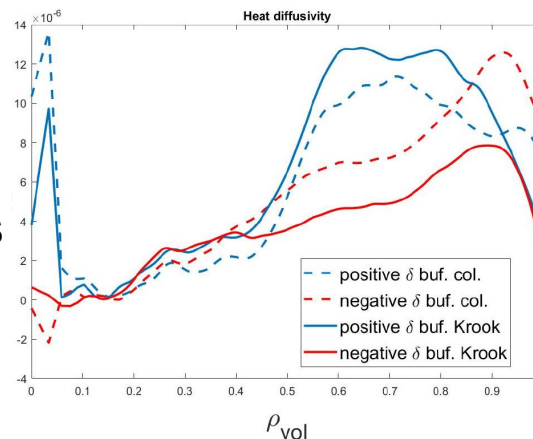 Heat diffusivity
×10⁻⁶
14
12
10
8
6
4
2
0
-2
-4
0 0.1 0.2 0.3 0.4 0.5 0.6 0.7 0.8 0.9
ρvol
positive δ buf. col.
negative δ buf. col.
positive δ buf. Krook
negative δ buf. Krook